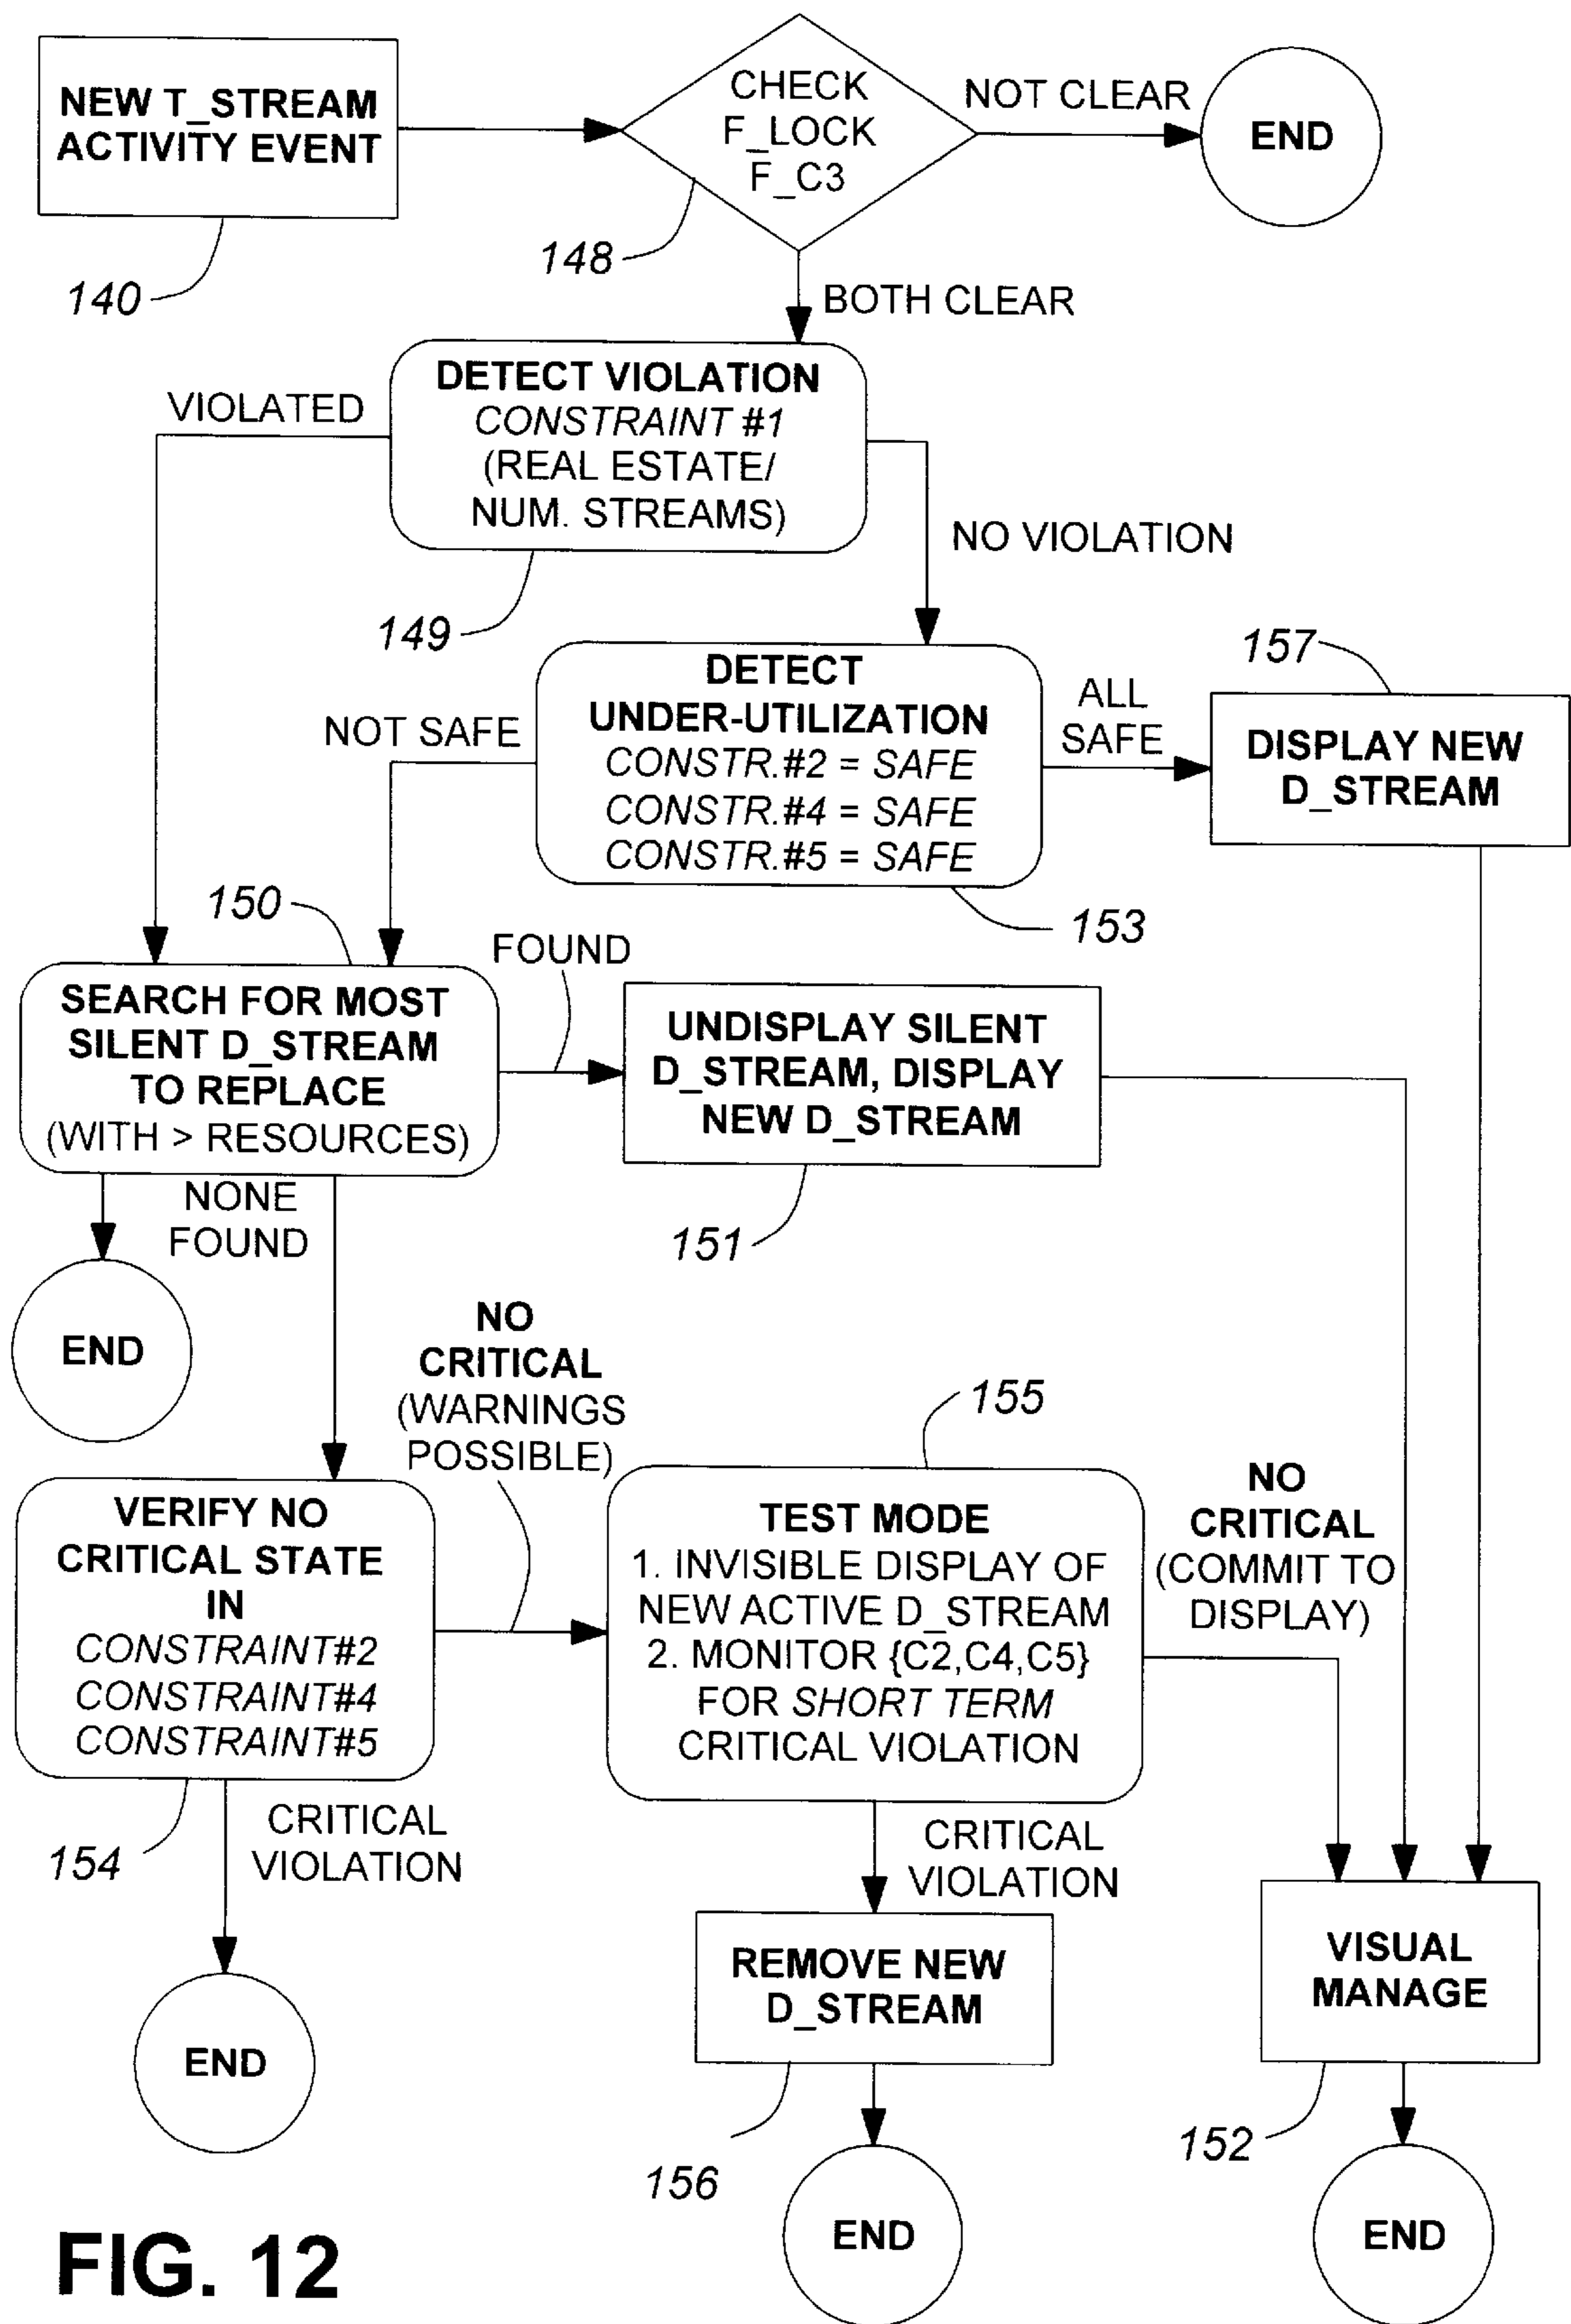 NEW T_STREAM
ACTIVITY EVENT
140
CHECK
F_LOCK
F_C3
148
NOT CLEAR
END
BOTH CLEAR
DETECT VIOLATION
CONSTRAINT #1
(REAL ESTATE/
NUM. STREAMS)
149
VIOLATED
NO VIOLATION
DETECT
UNDER-UTILIZATION
CONSTR.#2 = SAFE
CONSTR.#4 = SAFE
CONSTR.#5 = SAFE
153
NOT SAFE
ALL
SAFE
157
DISPLAY NEW
D_STREAM
150
SEARCH FOR MOST
SILENT D_STREAM
TO REPLACE
(WITH > RESOURCES)
FOUND
UNDISPLAY SILENT
D_STREAM, DISPLAY
NEW D_STREAM
151
NONE
FOUND
END
NO
CRITICAL
(WARNINGS
POSSIBLE)
VERIFY NO
CRITICAL STATE
IN
CONSTRAINT#2
CONSTRAINT#4
CONSTRAINT#5
154
CRITICAL
VIOLATION
END
155
TEST MODE
1. INVISIBLE DISPLAY OF
NEW ACTIVE D_STREAM
2. MONITOR {C2,C4,C5}
FOR SHORT TERM
CRITICAL VIOLATION
NO
CRITICAL
(COMMIT TO
DISPLAY)
CRITICAL
VIOLATION
REMOVE NEW
D_STREAM
156
END
VISUAL
MANAGE
152
END
FIG. 12